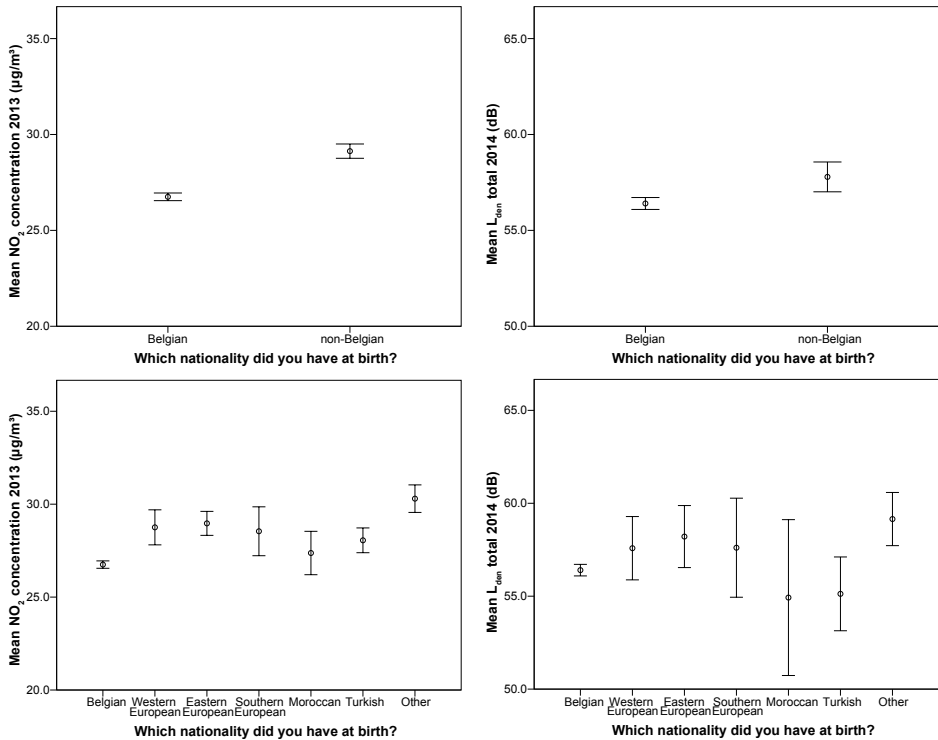 35.0
30.0
25.0
20.0
Mean NO₂ concentration 2013 (µg/m³)
Belgian
non-Belgian
Which nationality did you have at birth?
65.0
60.0
55.0
50.0
Mean Lden total 2014 (dB)
Belgian
non-Belgian
Which nationality did you have at birth?
35.0
30.0
25.0
20.0
Mean NO₂ concentration 2013 (µg/m³)
Belgian
Western
European
Eastern
European
Southern
European
Moroccan
Turkish
Other
Which nationality did you have at birth?
65.0
60.0
55.0
50.0
Mean Lden total 2014 (dB)
Belgian
Western
European
Eastern
European
Southern
European
Moroccan
Turkish
Other
Which nationality did you have at birth?